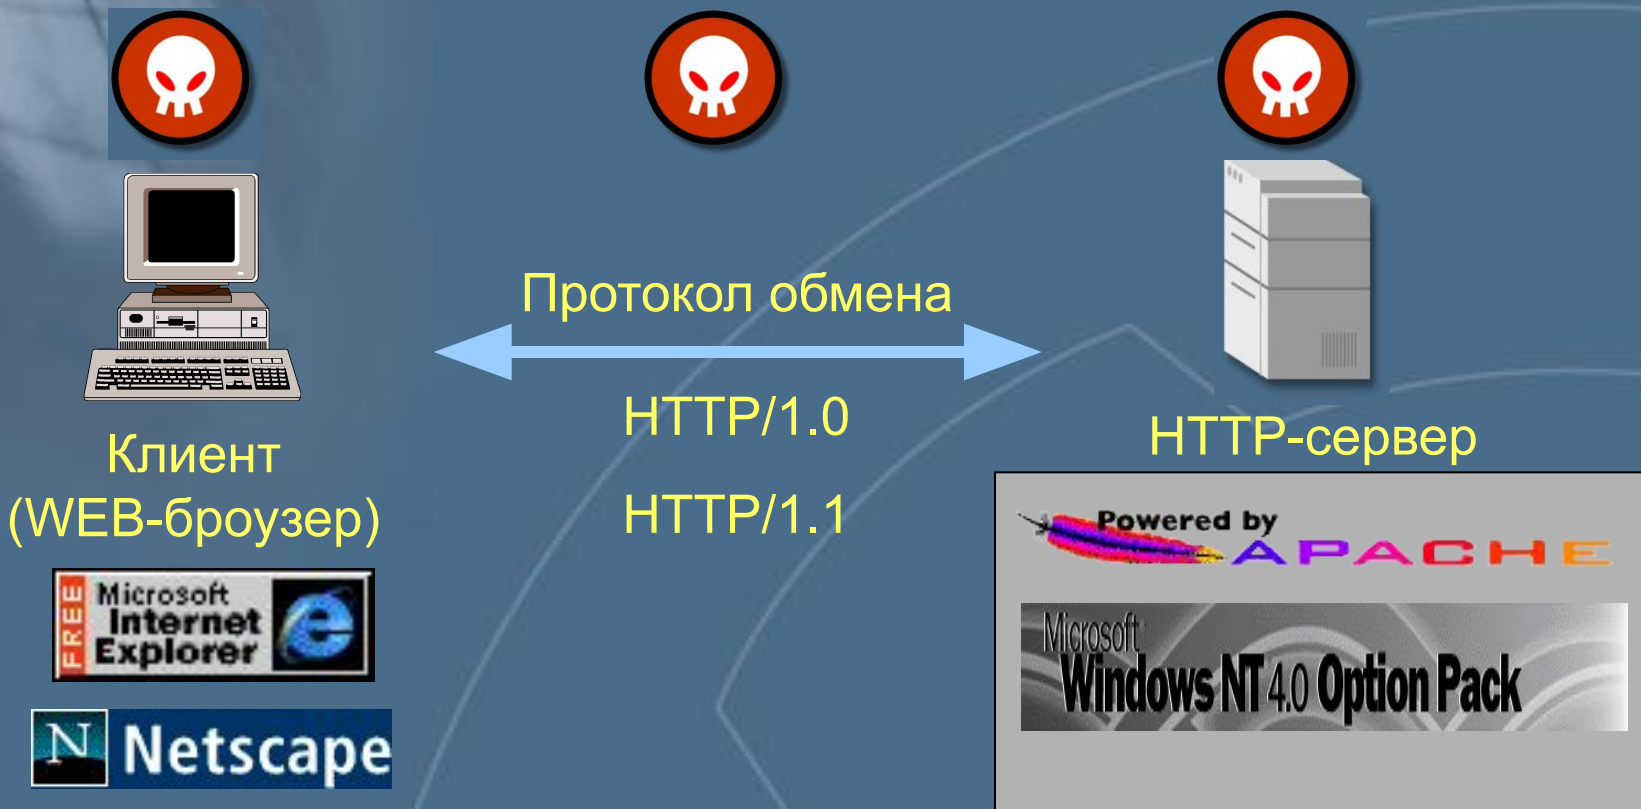 Протокол обмена
HTTP/1.0
HTTP/1.1
Клиент
(WEB-броузер)
FREE
Microsoft
Internet
Explorer
N Netscape
HTTP-сервер
Powered by
APACHE
Microsoft
Windows NT 4.0 Option Pack